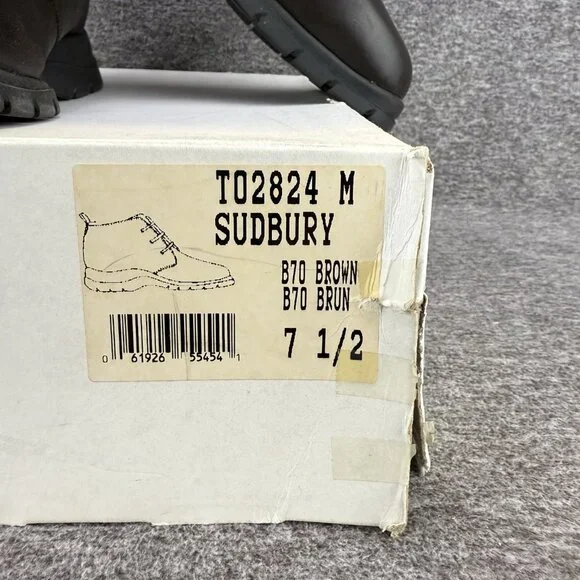 T02824 M
SUDBURY
B70 BROWN
B70 BRUN
7 1/2
0 61926 55454 1